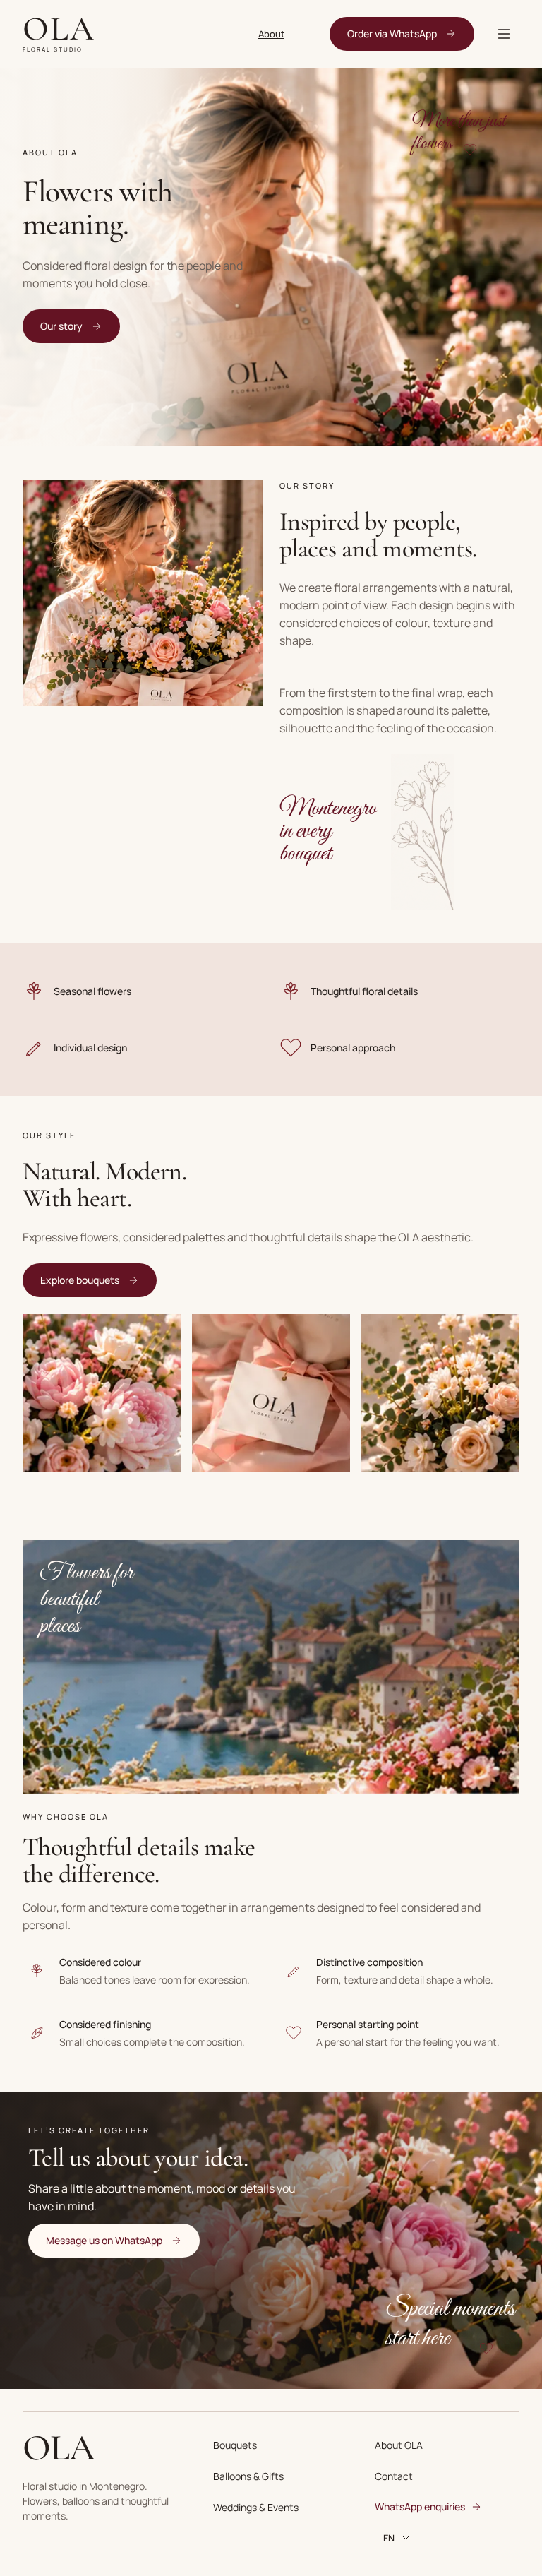 OLA
FLORAL STUDIO
About
Order via WhatsApp
More than just
flowers
ABOUT OLA
Flowers with
meaning.
Considered floral design for the people and
moments you hold close.
Our story
OLA
OUR STORY
Inspired by people,
places and moments.
We create floral arrangements with a natural,
modern point of view. Each design begins with
considered choices of colour, texture and
shape.
From the first stem to the final wrap, each
composition is shaped around its palette,
silhouette and the feeling of the occasion.
OLA
Montenegro
in every
bouquet
Seasonal flowers
Thoughtful floral details
Individual design
Personal approach
OUR STYLE
Natural. Modern.
With heart.
Expressive flowers, considered palettes and thoughtful details shape the OLA aesthetic.
Explore bouquets
OLA
FLORAL STUDIO
Flowers for
beautiful
places
WHY CHOOSE OLA
Thoughtful details make
the difference.
Colour, form and texture come together in arrangements designed to feel considered and
personal.
Considered colour
Balanced tones leave room for expression.
Distinctive composition
Form, texture and detail shape a whole.
Considered finishing
Small choices complete the composition.
Personal starting point
A personal start for the feeling you want.
LET'S CREATE TOGETHER
Tell us about your idea.
Share a little about the moment, mood or details you
have in mind.
Message us on WhatsApp
Special moments
start here
OLA
Floral studio in Montenegro.
Flowers, balloons and thoughtful
moments.
Bouquets
Balloons & Gifts
Weddings & Events
About OLA
Contact
WhatsApp enquiries
EN